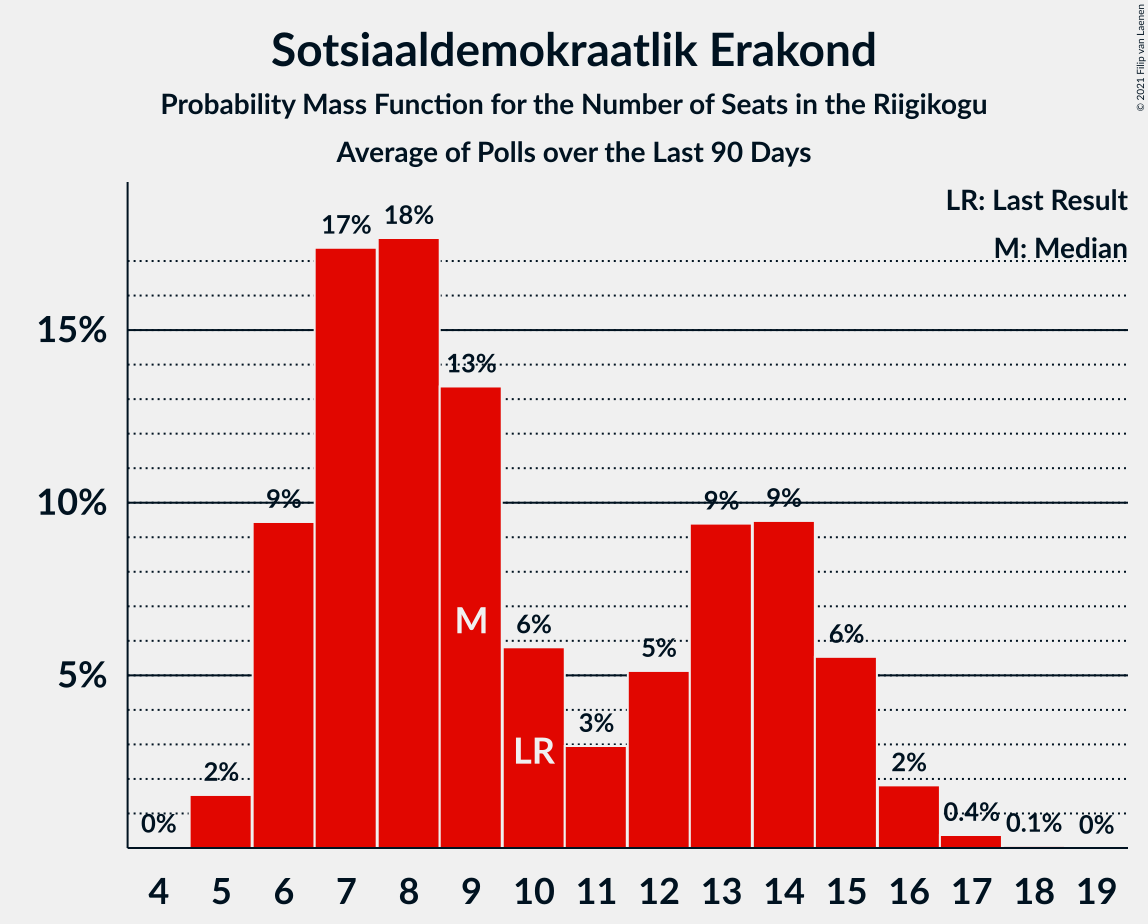 Sotsiaaldemokraatlik Erakond
Probability Mass Function for the Number of Seats in the Riigikogu
Average of Polls over the Last 90 Days
© 2021 Filip van Laenen
LR: Last Result
M: Median
15%
10%
5%
0%
2%
9%
17%
18%
13%
6%
3%
5%
9%
9%
6%
2%
0.4%
0.1%
0%
M
LR
4 5 6 7 8 9 10 11 12 13 14 15 16 17 18 19